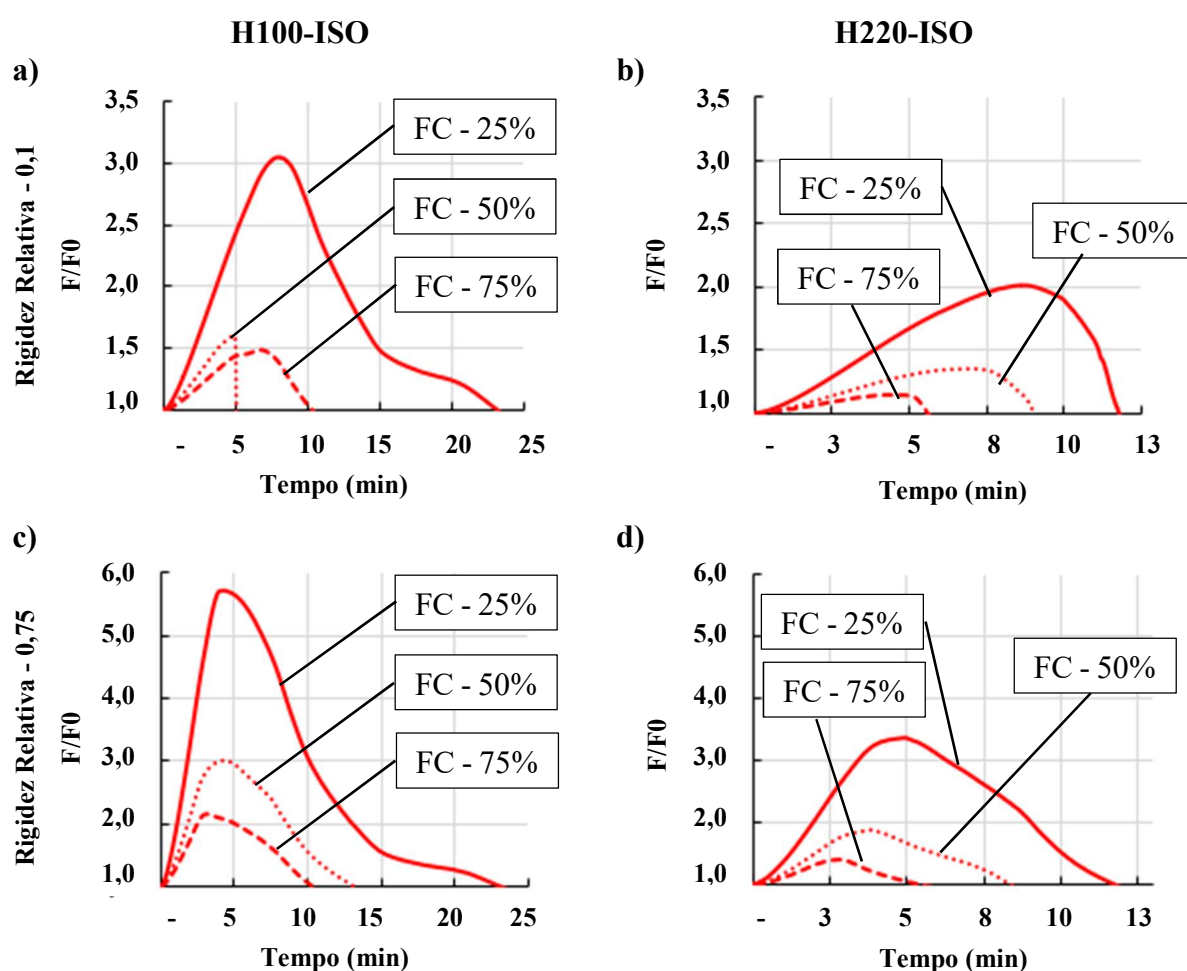 H100-ISO
H220-ISO
a)
Rigidez Relativa - 0,1
F/F0
3,5
3,0
2,5
2,0
1,5
1,0
FC - 25%
FC - 50%
FC - 75%
- 5 10 15 20 25
Tempo (min)
b)
F/F0
3,5
3,0
2,5
2,0
1,5
1,0
FC - 25%
FC - 50%
FC - 75%
- 3 5 8 10 13
Tempo (min)
c)
Rigidez Relativa - 0,75
F/F0
6,0
5,0
4,0
3,0
2,0
1,0
-
FC - 25%
FC - 50%
FC - 75%
- 5 10 15 20 25
Tempo (min)
d)
F/F0
6,0
5,0
4,0
3,0
2,0
1,0
FC - 25%
FC - 50%
FC - 75%
- 3 5 8 10 13
Tempo (min)